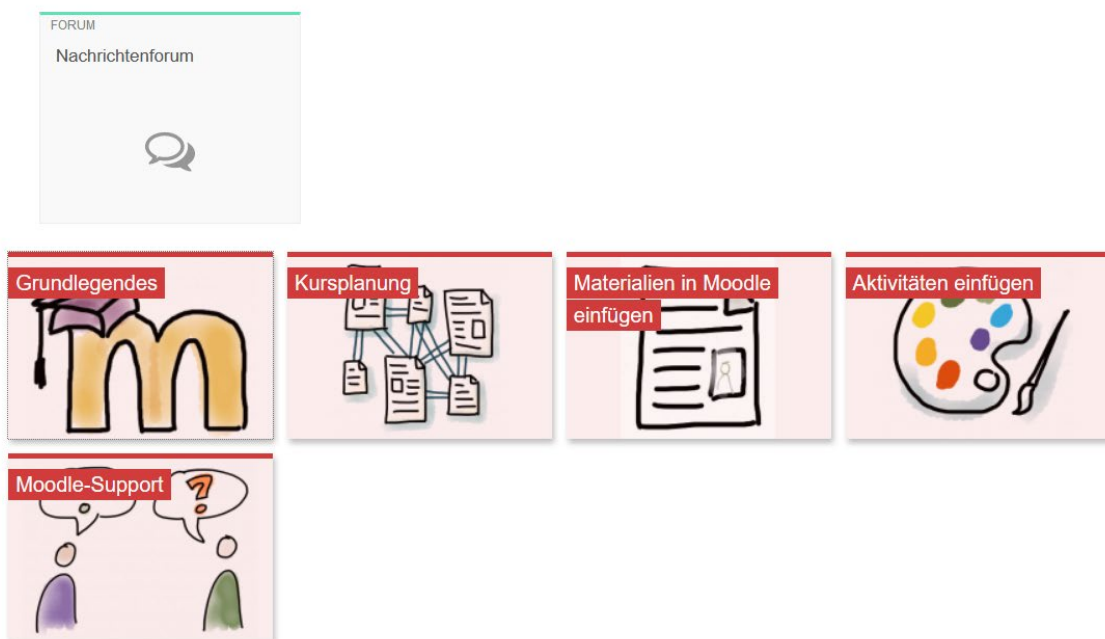 FORUM
Nachrichtenforum
Grundlegendes
Kursplanung
Materialien in Moodle
einfügen
Aktivitäten einfügen
Moodle-Support